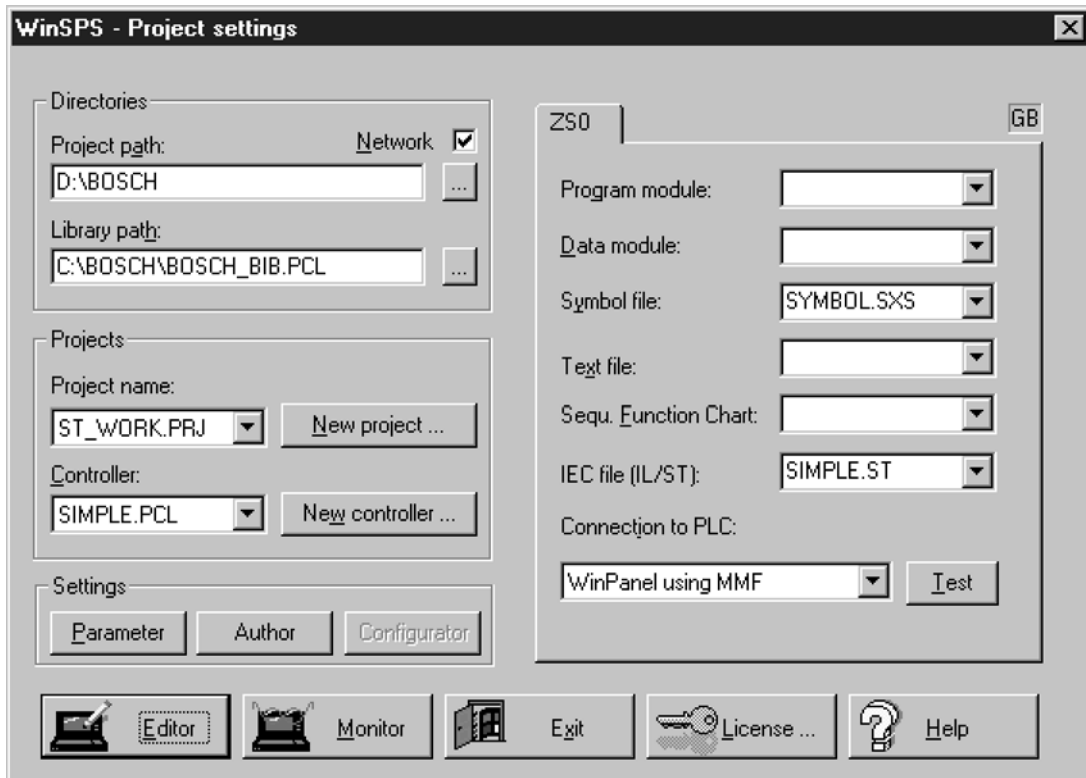 WinSPS - Project settings
Directories
Project path:
Network
D:\BOSCH
...
Library path:
C:\BOSCH\BOSCH_BIB.PCL
...
Projects
Project name:
ST_WORK.PRJ
New project ...
Controller:
SIMPLE.PCL
New controller ...
Settings
Parameter
Author
Configurator
ZS0
GB
Program module:
Data module:
Symbol file:
SYMBOL.SXS
Text file:
Sequ. Function Chart:
IEC file (IL/ST):
SIMPLE.ST
Connection to PLC:
WinPanel using MMF
Test
Editor
Monitor
Exit
License ...
Help